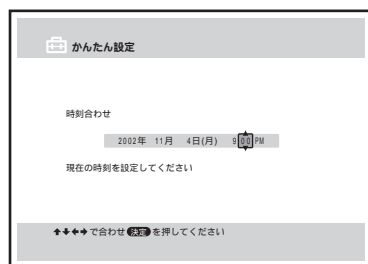 かんたん設定
時刻合わせ
2002年 11月 4日(月) 9 00 PM
現在の時刻を設定してください
↑↓←→で合わせ 決定 を押してください